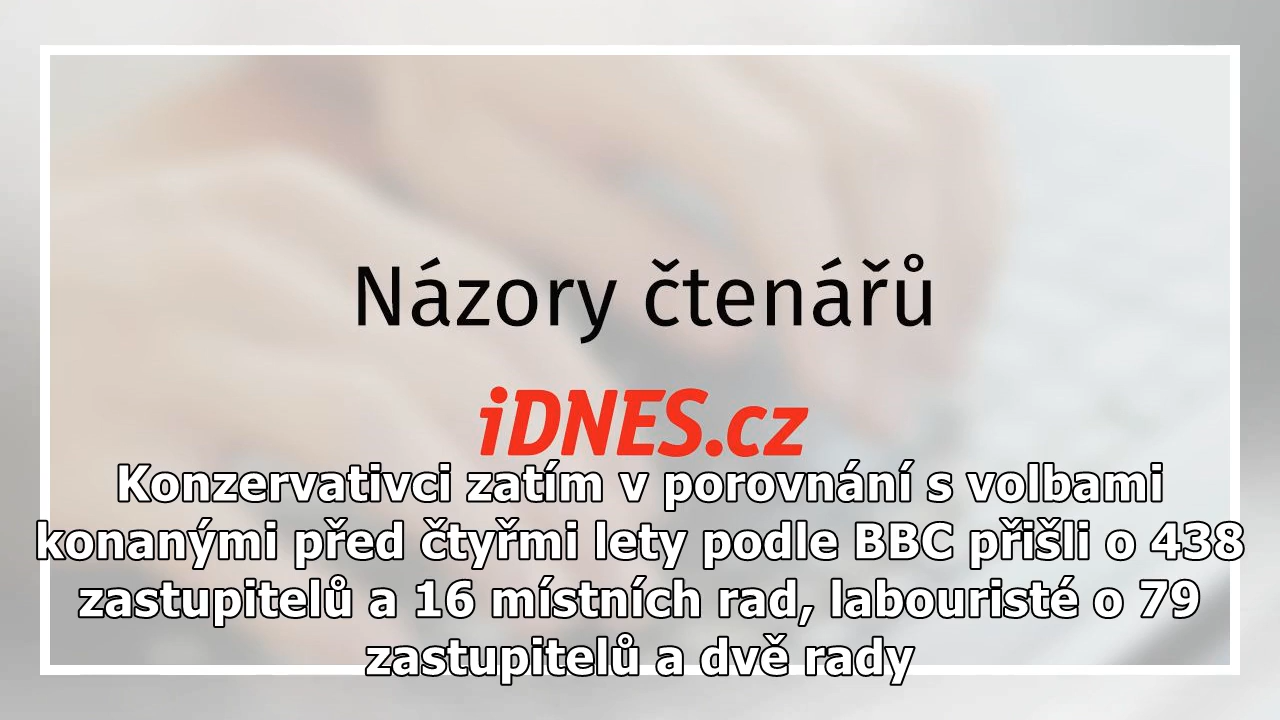 Názory čtenářů
iDNES.cz
Konzervativci zatím v porovnání s volbami
konanými před čtyřmi lety podle BBC přišli o 438
zastupitelů a 16 místních rad, labouristé o 79
zastupitelů a dvě rady